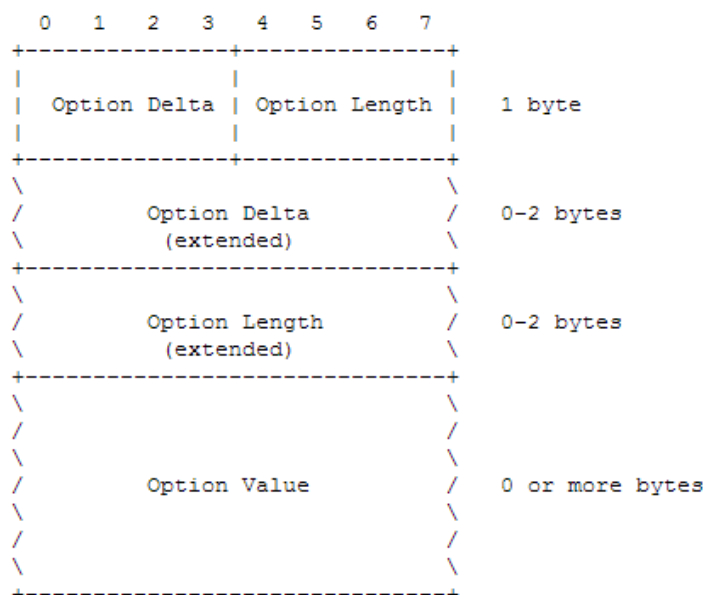 0 1 2 3 4 5 6 7
Option Delta | Option Length 1 byte
Option Delta 0-2 bytes
(extended)
Option Length 0-2 bytes
(extended)
Option Value 0 or more bytes